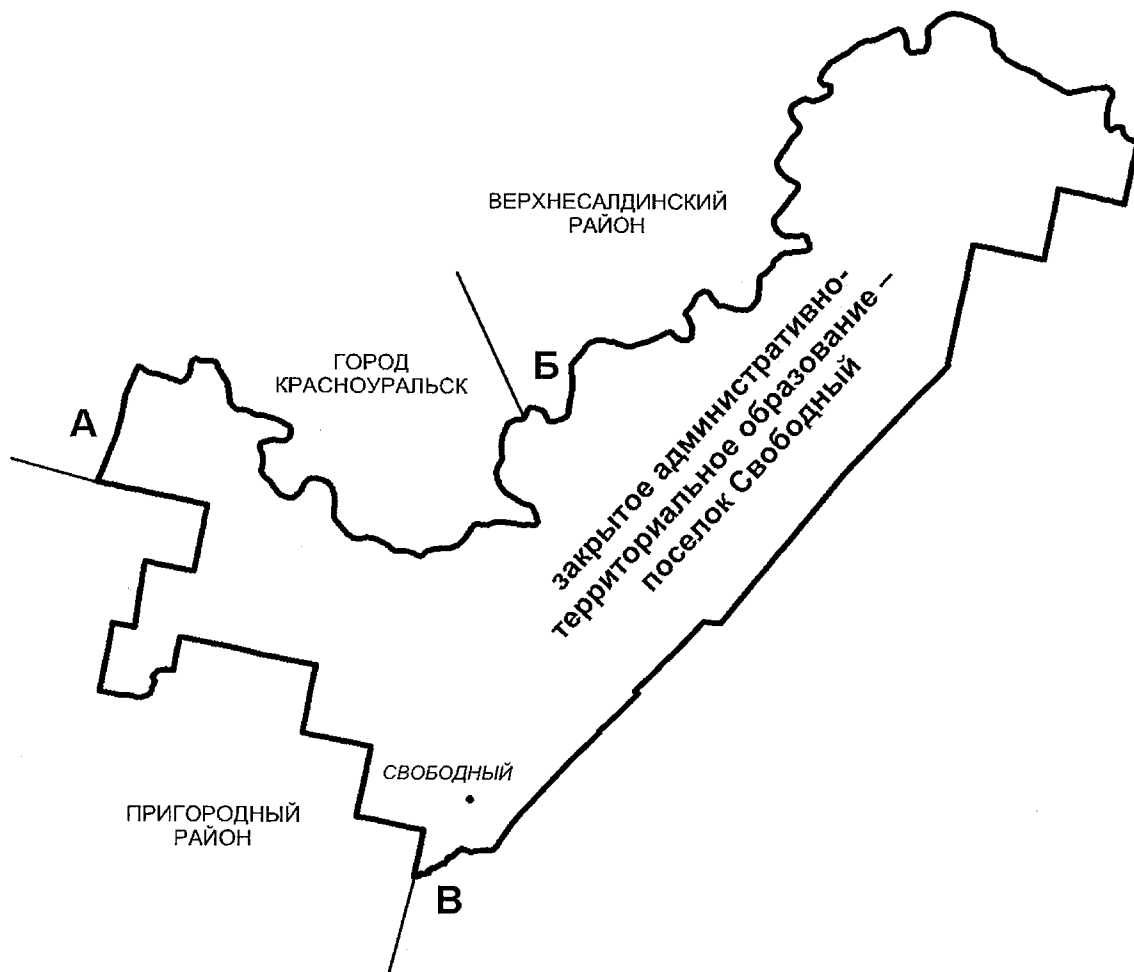 ВЕРХНЕСАЛДИНСКИЙ
РАЙОН
Б
ГОРОД
КРАСНОУРАЛЬСК
А
закрытое административно-
территориальное образование –
поселок Свободный
СВОБОДНЫЙ
ПРИГОРОДНЫЙ
РАЙОН
В